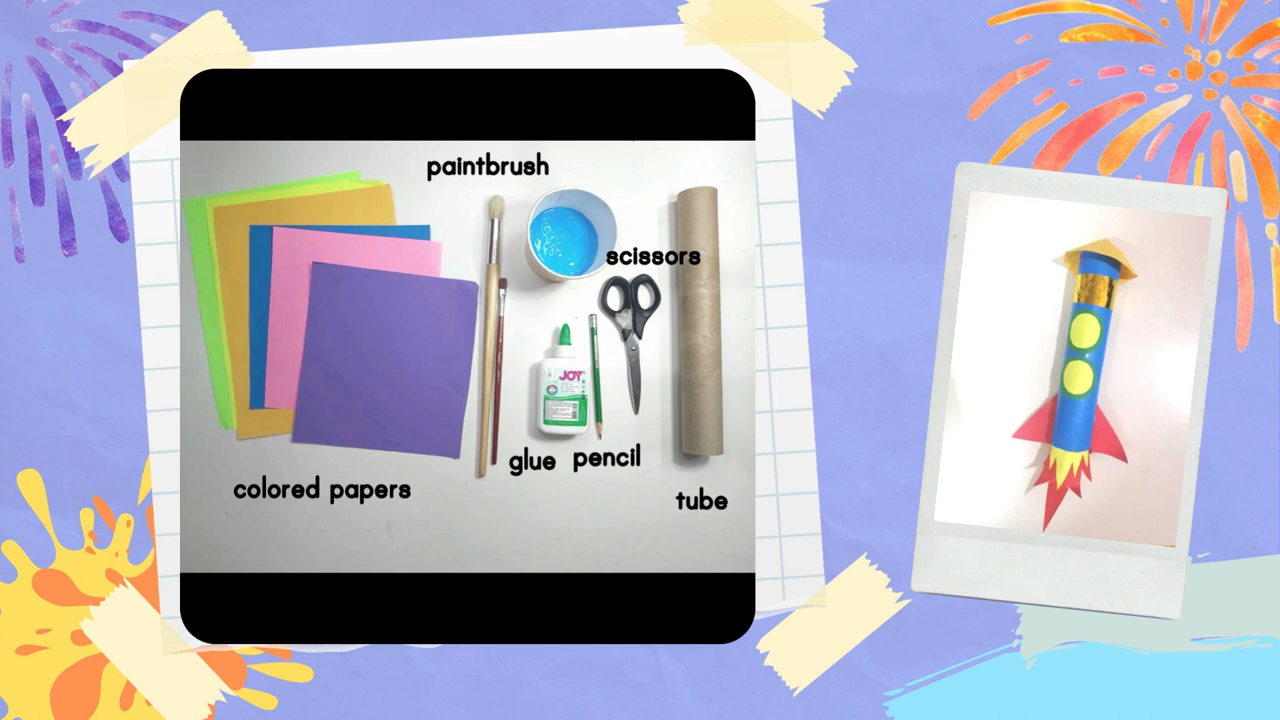 paintbrush
scissors
JOY
glue
pencil
colored papers
tube